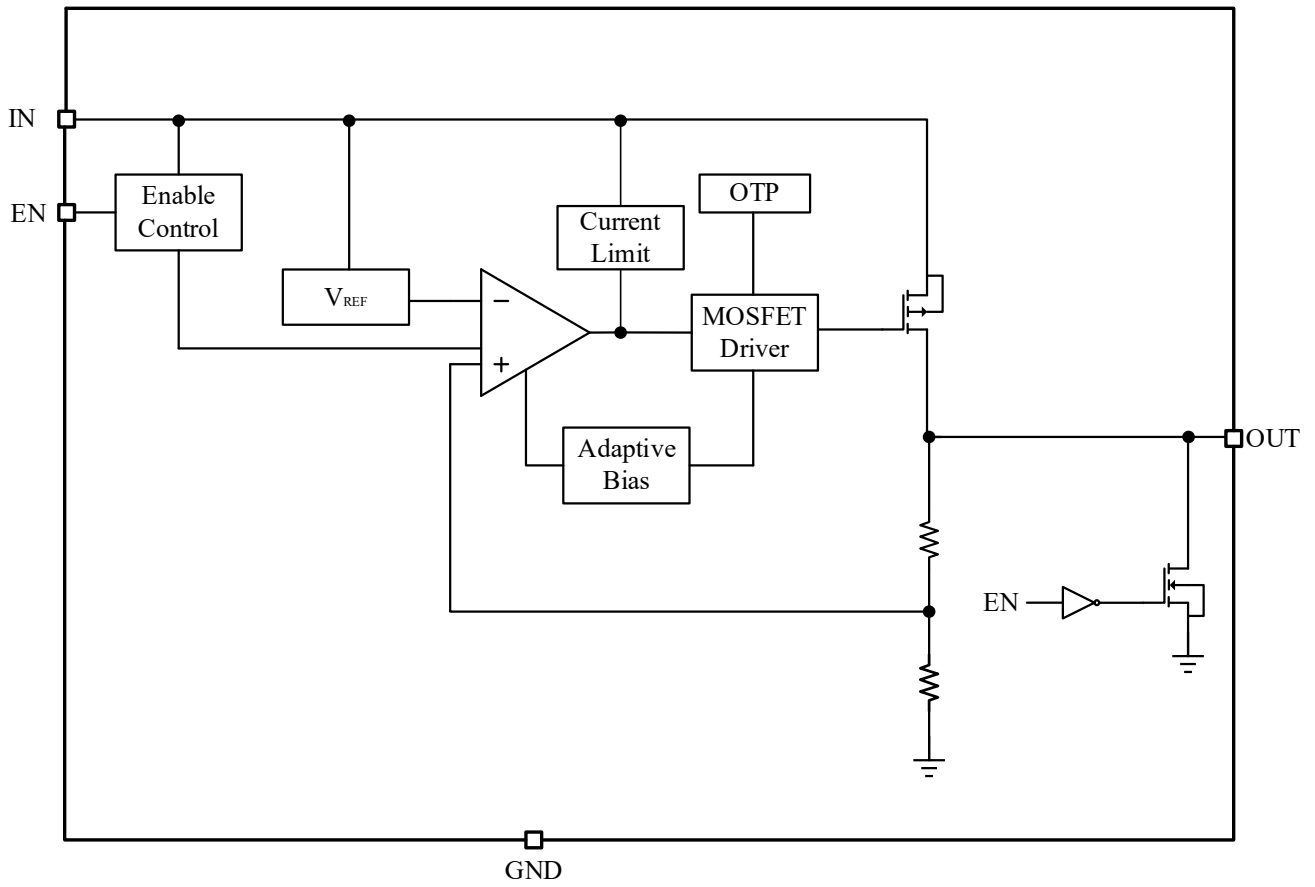 IN
EN
Enable
Control
VREF
Current
Limit
OTP
MOSFET
Driver
−
+
Adaptive
Bias
OUT
EN
GND